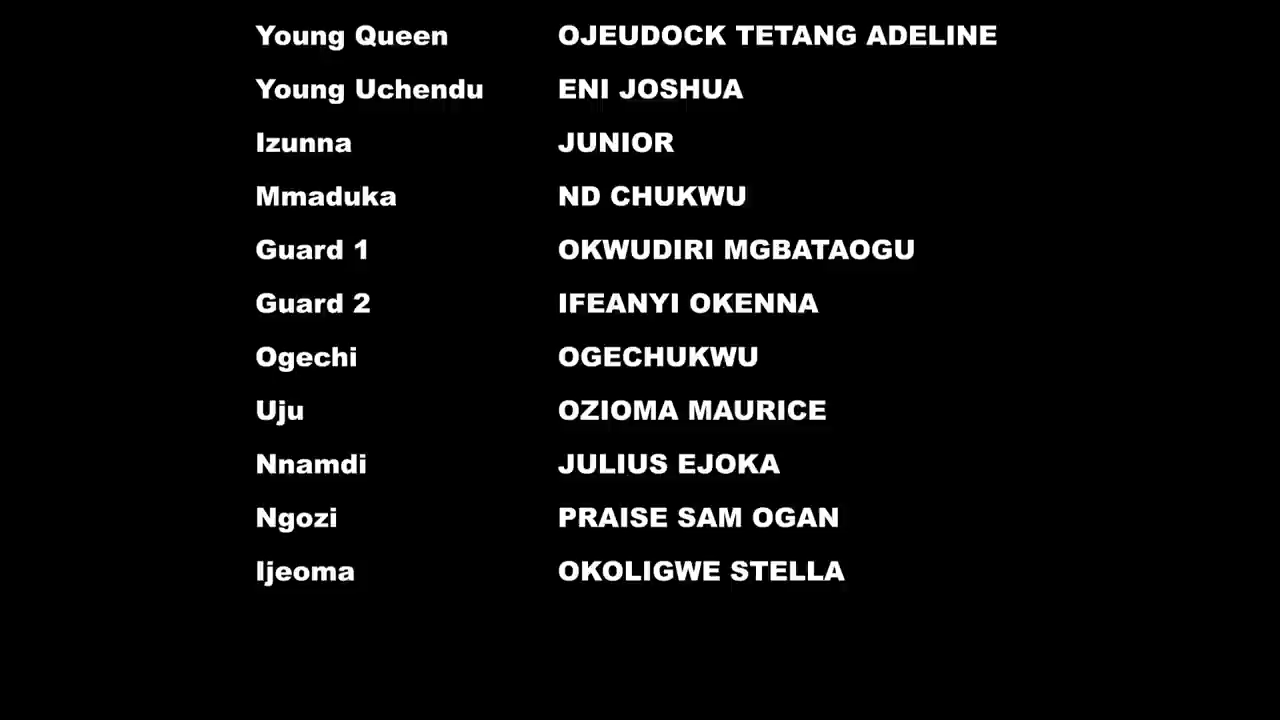 Young Queen OJEUDOCK TETANG ADELINE
Young Uchendu ENI JOSHUA
Izunna JUNIOR
Mmaduka ND CHUKWU
Guard 1 OKWUDIRI MGBATAOGU
Guard 2 IFEANYI OKENNA
Ogechi OGECHUKWU
Uju OZIOMA MAURICE
Nnamdi JULIUS EJOKA
Ngozi PRAISE SAM OGAN
Ijeoma OKOLIGWE STELLA